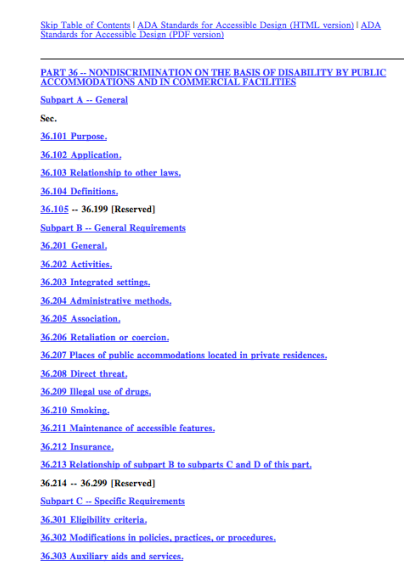 Skip Table of Contents | ADA Standards for Accessible Design (HTML version) | ADA
Standards for Accessible Design (PDF version)
PART 36 -- NONDISCRIMINATION ON THE BASIS OF DISABILITY BY PUBLIC
ACCOMMODATIONS AND IN COMMERCIAL FACILITIES
Subpart A -- General
Sec.
36.101 Purpose.
36.102 Application.
36.103 Relationship to other laws.
36.104 Definitions.
36.105 -- 36.199 [Reserved]
Subpart B -- General Requirements
36.201 General.
36.202 Activities.
36.203 Integrated settings.
36.204 Administrative methods.
36.205 Association.
36.206 Retaliation or coercion.
36.207 Places of public accommodations located in private residences.
36.208 Direct threat.
36.209 Illegal use of drugs.
36.210 Smoking.
36.211 Maintenance of accessible features.
36.212 Insurance.
36.213 Relationship of subpart B to subparts C and D of this part.
36.214 -- 36.299 [Reserved]
Subpart C -- Specific Requirements
36.301 Eligibility criteria.
36.302 Modifications in policies, practices, or procedures.
36.303 Auxiliary aids and services.